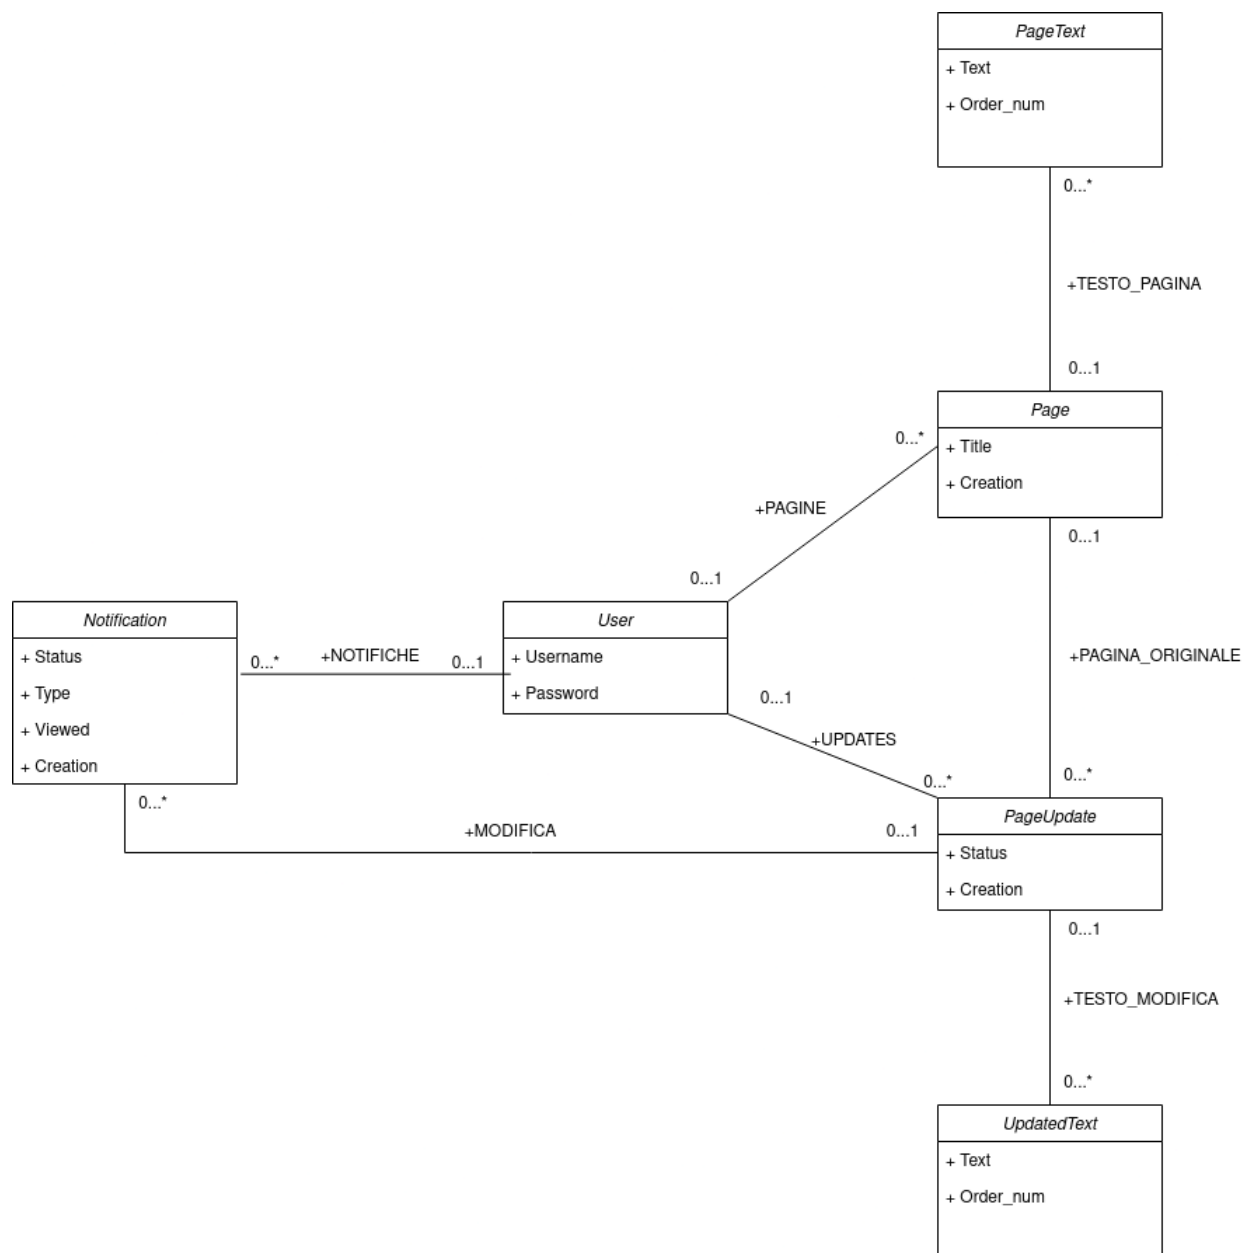 PageText
+ Text
+ Order_num
0...*
+TESTO_PAGINA
0...1
Page
+ Title
+ Creation
0...*
+PAGINE
0...1
0...1
+PAGINA_ORIGINALE
0...*
Notification
+ Status
+ Type
+ Viewed
+ Creation
0...*
+NOTIFICHE
0...1
User
+ Username
+ Password
0...1
+UPDATES
0...*
0...*
+MODIFICA
0...1
PageUpdate
+ Status
+ Creation
0...1
+TESTO_MODIFICA
0...*
UpdatedText
+ Text
+ Order_num